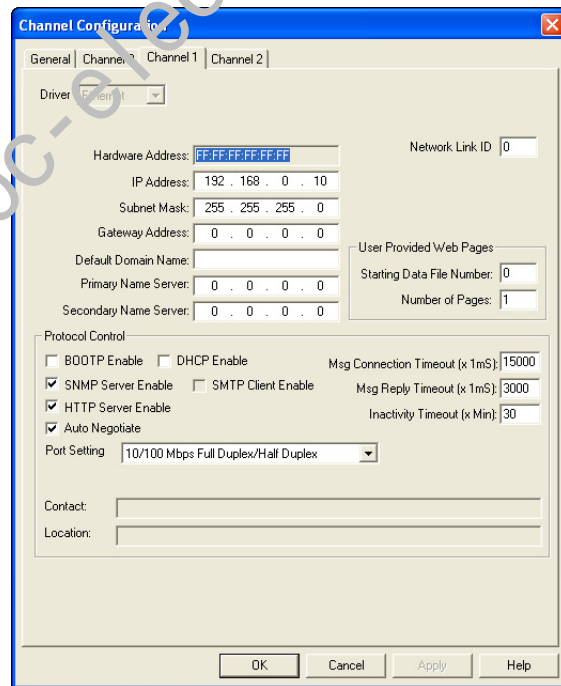 Channel Configuration
General Channel 0 Channel 1 Channel 2
Driver Ethernet
Hardware Address: FF:FF:FF:FF:FF:FF
Network Link ID 0
IP Address: 192 . 168 . 0 . 10
Subnet Mask: 255 . 255 . 255 . 0
Gateway Address: 0 . 0 . 0 . 0
Default Domain Name:
Primary Name Server: 0 . 0 . 0 . 0
Secondary Name Server: 0 . 0 . 0 . 0
User Provided Web Pages
Starting Data File Number: 0
Number of Pages: 1
Protocol Control
BOOTP Enable DHCP Enable
SNMP Server Enable SMTP Client Enable
HTTP Server Enable
Auto Negotiate
Msg Connection Timeout (x 1mS): 15000
Msg Reply Timeout (x 1mS): 3000
Inactivity Timeout (x Min): 30
Port Setting 10/100 Mbps Full Duplex/Half Duplex
Contact:
Location:
OK Cancel Apply Help